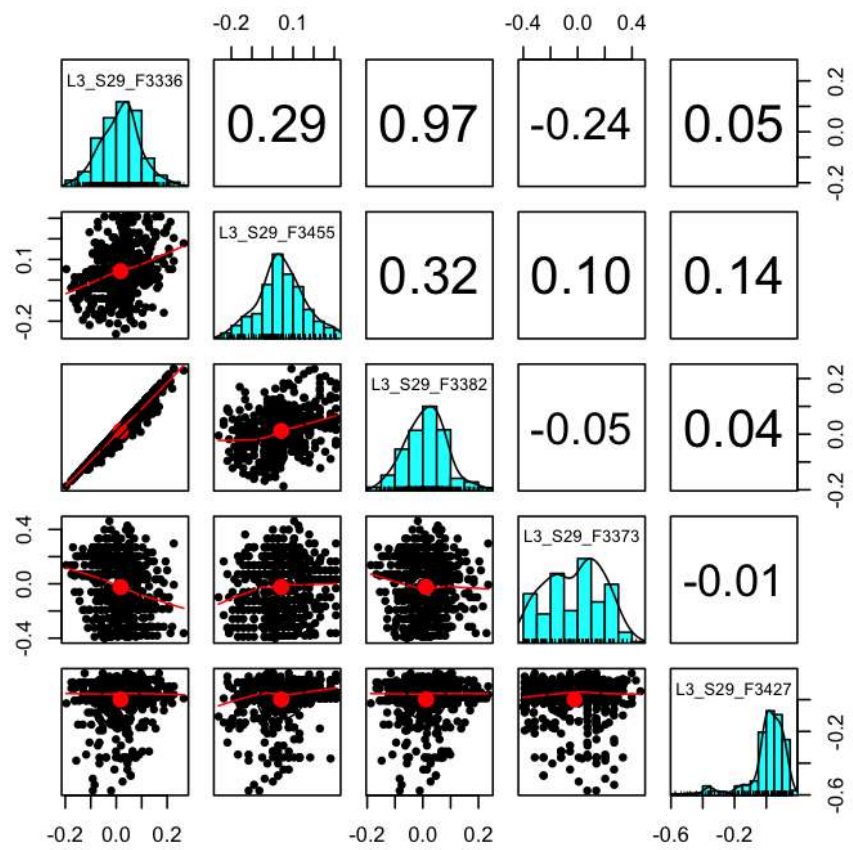 -0.2 0.1 -0.4 0.0 0.4
L3_S29_F3336 0.29 0.97 -0.24 0.05 -0.2 0.0 0.2
-0.2 0.1 L3_S29_F3455 0.32 0.10 0.14
L3_S29_F3382 -0.05 0.04 -0.2 0.0 0.2
-0.4 0.0 0.4 L3_S29_F3373 -0.01
L3_S29_F3427 -0.6 -0.2
-0.2 0.0 0.2 -0.2 0.0 0.2 -0.6 -0.2